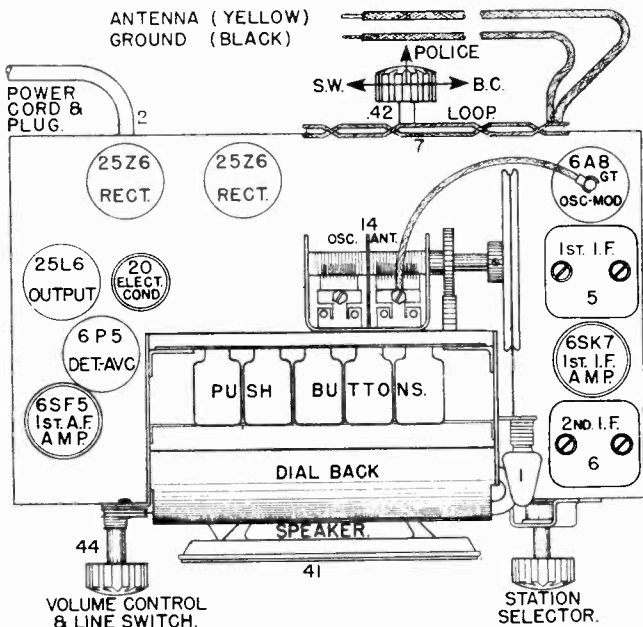 ANTENNA (YELLOW)
GROUND (BLACK)
POLICE
S.W. B.C.
POWER
CORD &
PLUG.
2
.42
LOOP.
7
25Z6
RECT.
25Z6
RECT.
6A8
GT
OSC-MOD
14
OSC. ANT.
25L6
OUTPUT
20
ELECT.
COND.
1ST. I.F.
5
6P5
DET-AVC
6SK7
1ST. I.F.
AMP.
6SF5
1ST. A.F.
AMP.
PUSH BUTTONS.
2ND. I.F.
6
DIAL BACK
1
SPEAKER.
44
41
VOLUME CONTROL
& LINE SWITCH.
STATION
SELECTOR.